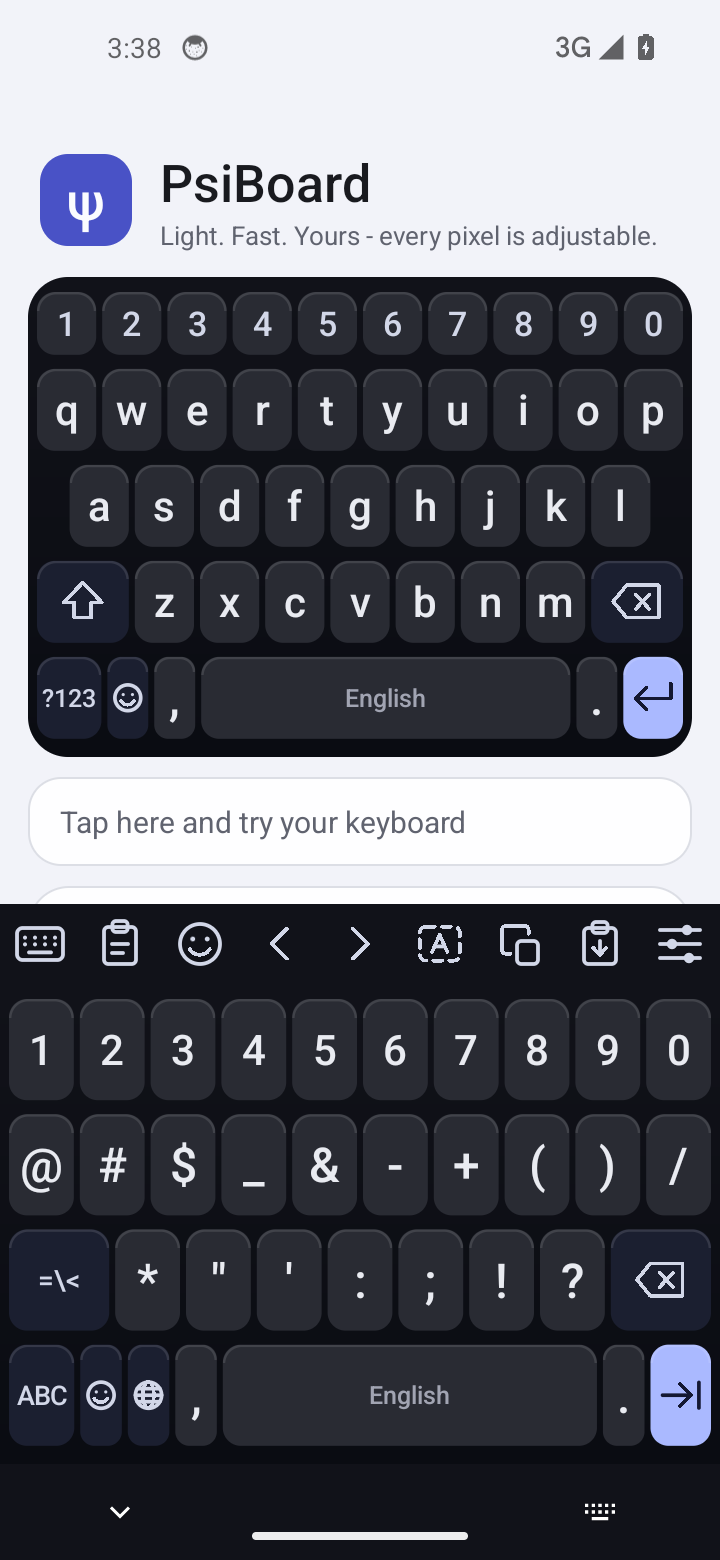 3:38
3G
ψ
PsiBoard
Light. Fast. Yours - every pixel is adjustable.
1 2 3 4 5 6 7 8 9 0
q w e r t y u i o p
a s d f g h j k l
z x c v b n m
?123 , English .
Tap here and try your keyboard
A
1 2 3 4 5 6 7 8 9 0
@ # $ _ & - + ( ) /
=\< * " ' : ; ! ?
ABC , English .